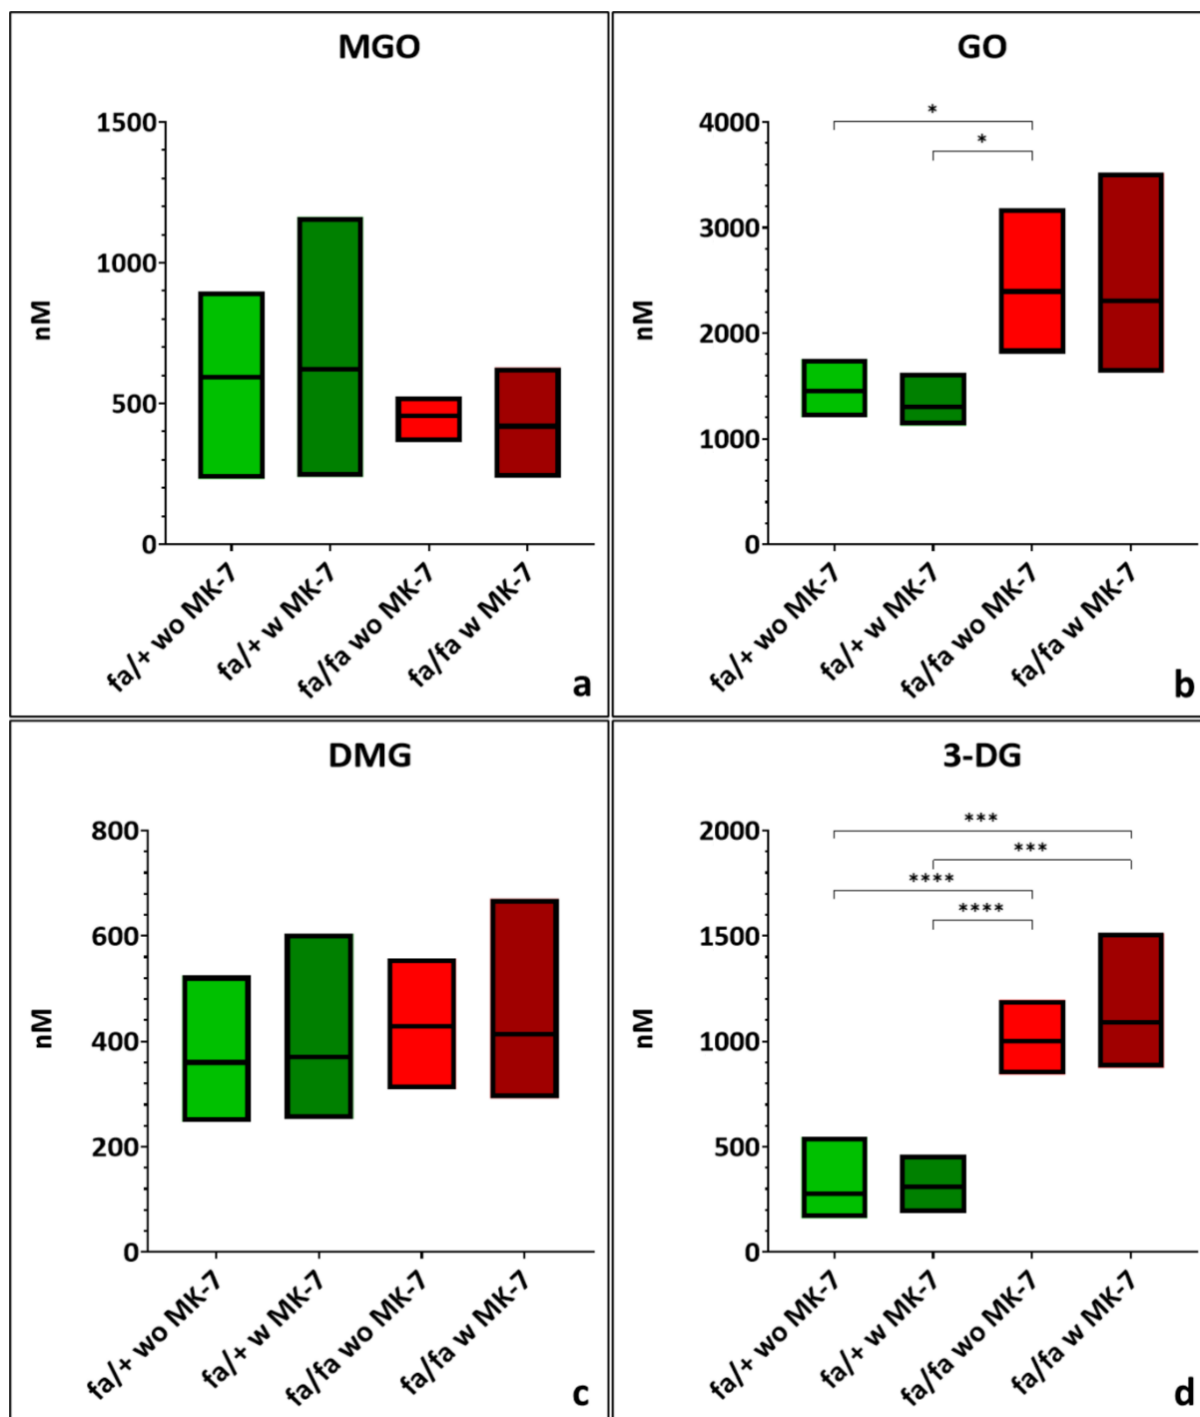 MGO
1500
1000
500
0
nM
fa/+ wo MK-7
fa/+ w MK-7
fa/fa wo MK-7
fa/fa w MK-7
a
GO
*
*
4000
3000
2000
1000
0
nM
fa/+ wo MK-7
fa/+ w MK-7
fa/fa wo MK-7
fa/fa w MK-7
b
DMG
800
600
400
200
0
nM
fa/+ wo MK-7
fa/+ w MK-7
fa/fa wo MK-7
fa/fa w MK-7
c
3-DG
***
***
****
****
2000
1500
1000
500
0
nM
fa/+ wo MK-7
fa/+ w MK-7
fa/fa wo MK-7
fa/fa w MK-7
d